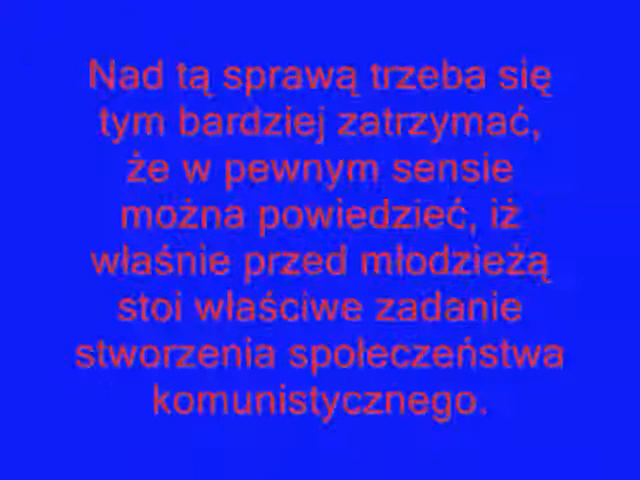 Nad tą sprawą trzeba się
tym bardziej zatrzymać,
że w pewnym sensie
można powiedzieć, iż
właśnie przed młodzieżą
stoi właściwe zadanie
stworzenia społeczeństwa
komunistycznego.